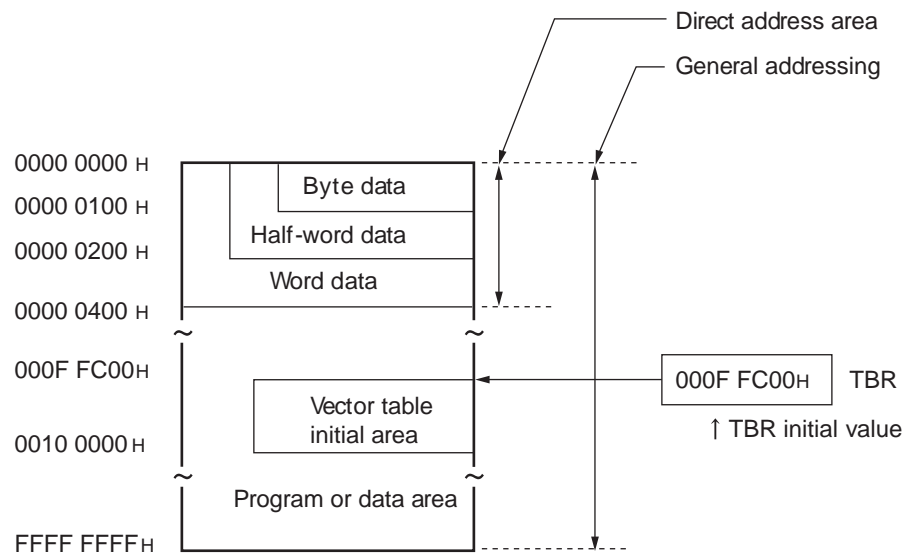 Direct address area
General addressing
0000 0000 H
Byte data
0000 0100 H
Half-word data
0000 0200 H
Word data
0000 0400 H
000F FC00H
000F FC00H TBR
Vector table
initial area
↑ TBR initial value
0010 0000 H
Program or data area
FFFF FFFFH